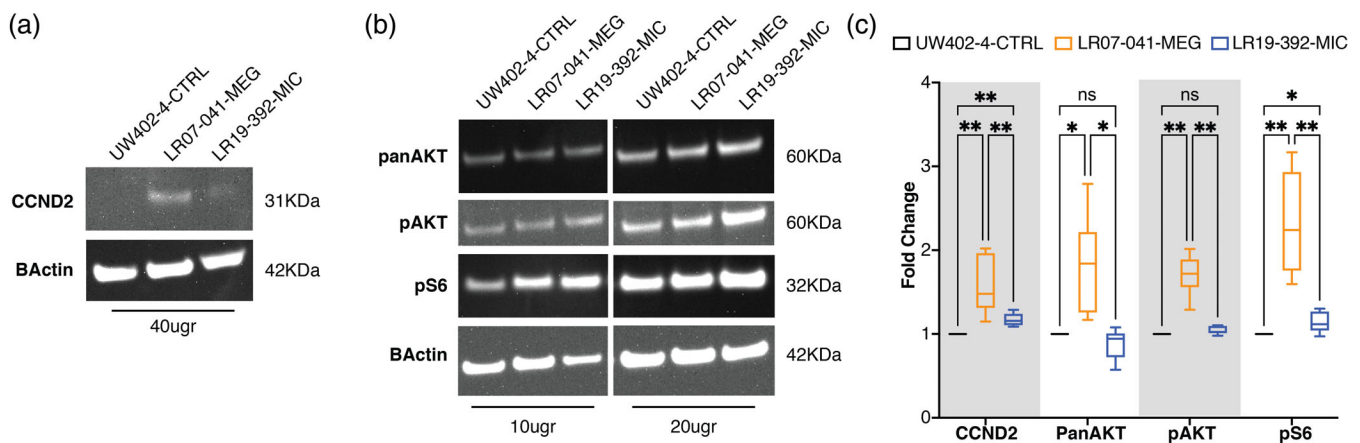 (a)
UW402-4-CTRL
LR07-041-MEG
LR19-392-MIC
CCND2
31KDa
BActin
42KDa
40ugr
(b)
UW402-4-CTRL
LR07-041-MEG
LR19-392-MIC
UW402-4-CTRL
LR07-041-MEG
LR19-392-MIC
panAKT
60KDa
pAKT
60KDa
pS6
32KDa
BActin
42KDa
10ugr
20ugr
(c)
UW402-4-CTRL LR07-041-MEG LR19-392-MIC
Fold Change
4
3
2
1
0
**
** **
ns
* *
ns
** **
*
** **
CCND2 PanAKT pAKT pS6